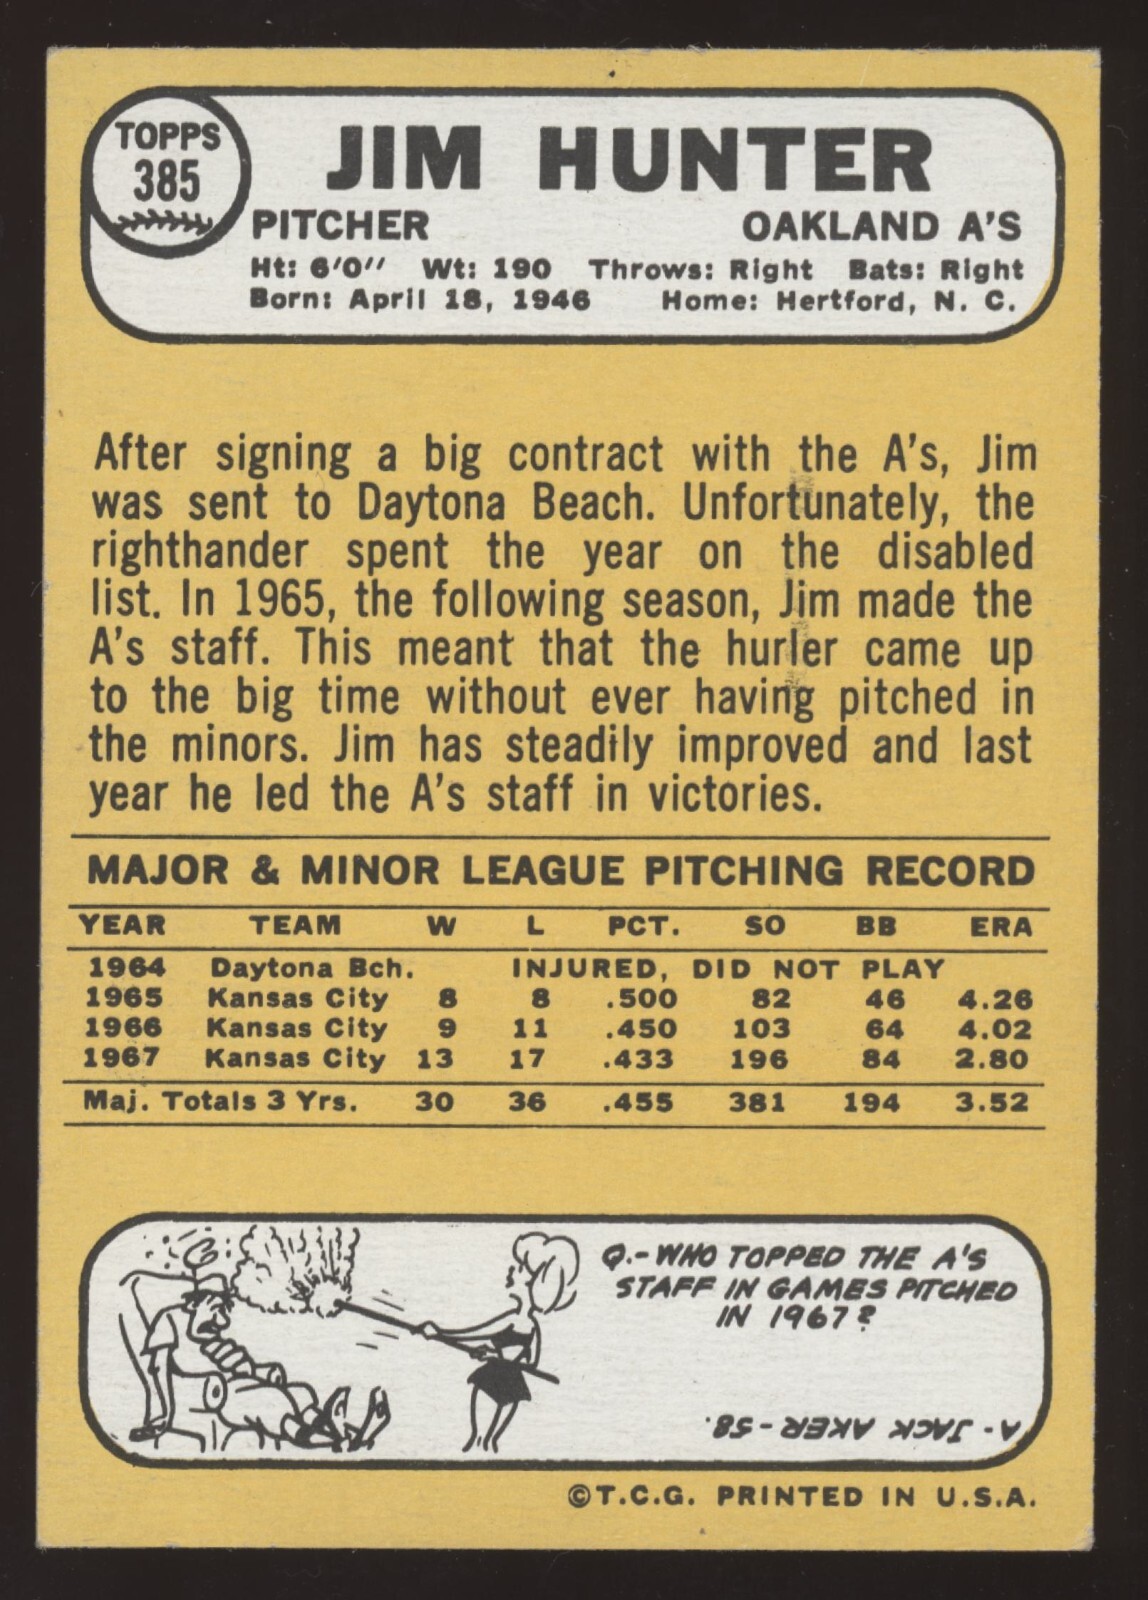 TOPPS
385
JIM HUNTER
PITCHER OAKLAND A'S
Ht: 6'0" Wt: 190 Throws: Right Bats: Right
Born: April 18, 1946 Home: Hertford, N. C.
After signing a big contract with the A's, Jim
was sent to Daytona Beach. Unfortunately, the
righthander spent the year on the disabled
list. In 1965, the following season, Jim made the
A's staff. This meant that the hurler came up
to the big time without ever having pitched in
the minors. Jim has steadily improved and last
year he led the A's staff in victories.
MAJOR & MINOR LEAGUE PITCHING RECORD
YEAR TEAM W L PCT. SO BB ERA
1964 Daytona Bch. INJURED, DID NOT PLAY
1965 Kansas City 8 8 .500 82 46 4.26
1966 Kansas City 9 11 .450 103 64 4.02
1967 Kansas City 13 17 .433 196 84 2.80
Maj. Totals 3 Yrs. 30 36 .455 381 194 3.52
Q.-WHO TOPPED THE A'S
STAFF IN GAMES PITCHED
IN 1967?
A-JACK AKER-58.
©T.C.G. PRINTED IN U.S.A.